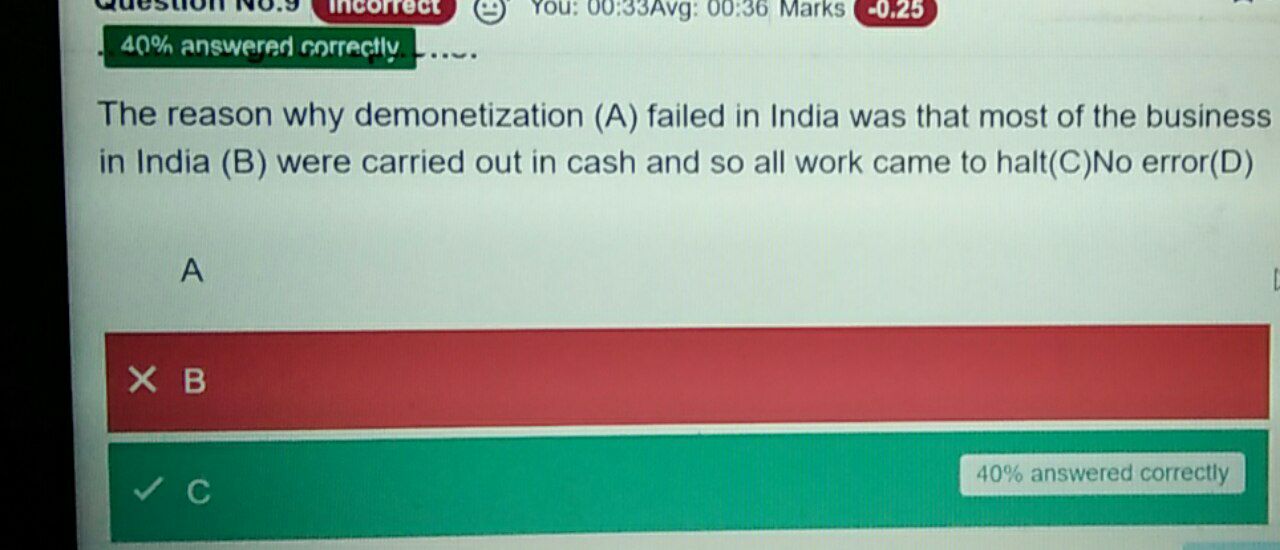 Question No.9 Incorrect You: 00:33Avg: 00:36 Marks -0.25
40% answered correctly
The reason why demonetization (A) failed in India was that most of the business
in India (B) were carried out in cash and so all work came to halt(C)No error(D)
A
B
C 40% answered correctly